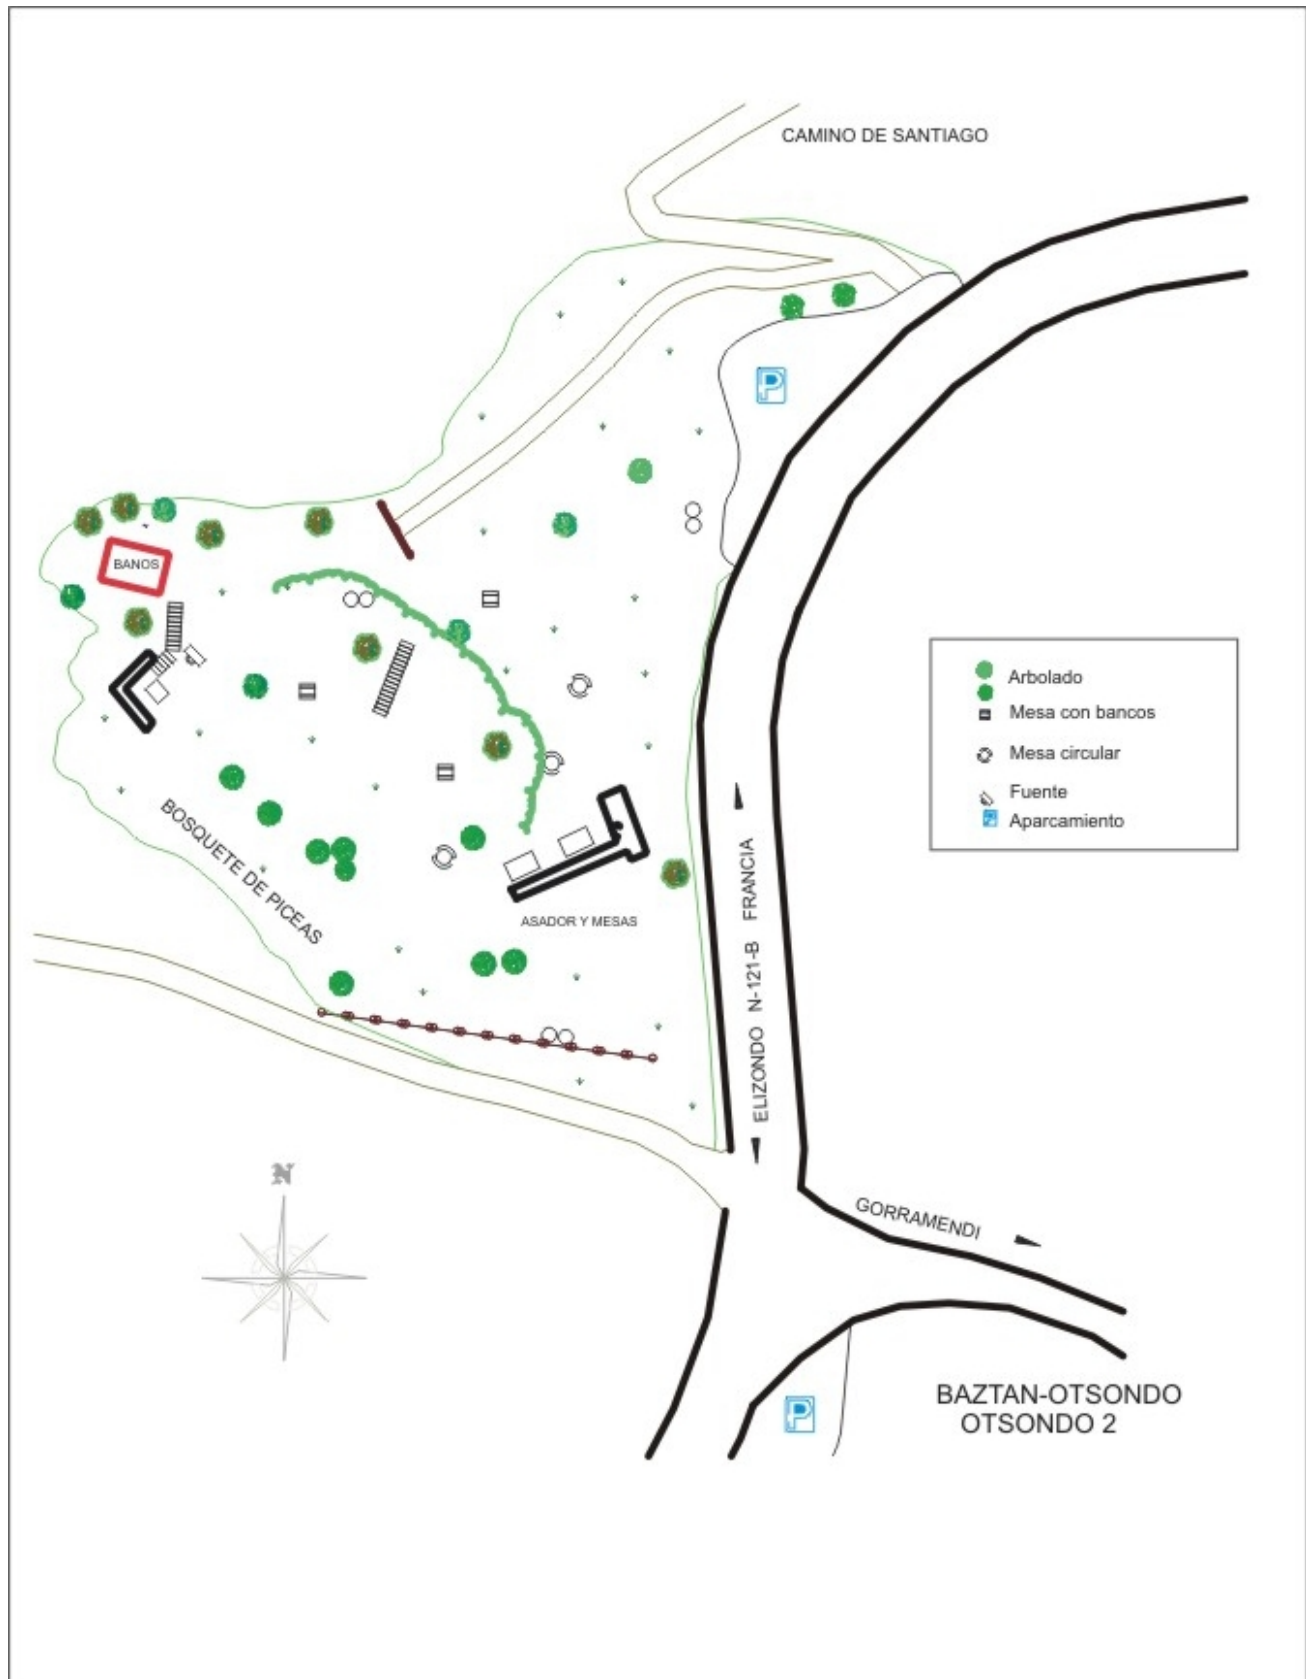 CAMINO DE SANTIAGO
P
BANOS
Arbolado
Mesa con bancos
Mesa circular
Fuente
P Aparcamiento
BOSQUETE DE PICEAS
ASADOR Y MESAS
ELIZONDO N-121-B FRANCIA
N
GORRAMENDI
BAZTAN-OTSONDO
OTSONDO 2
P